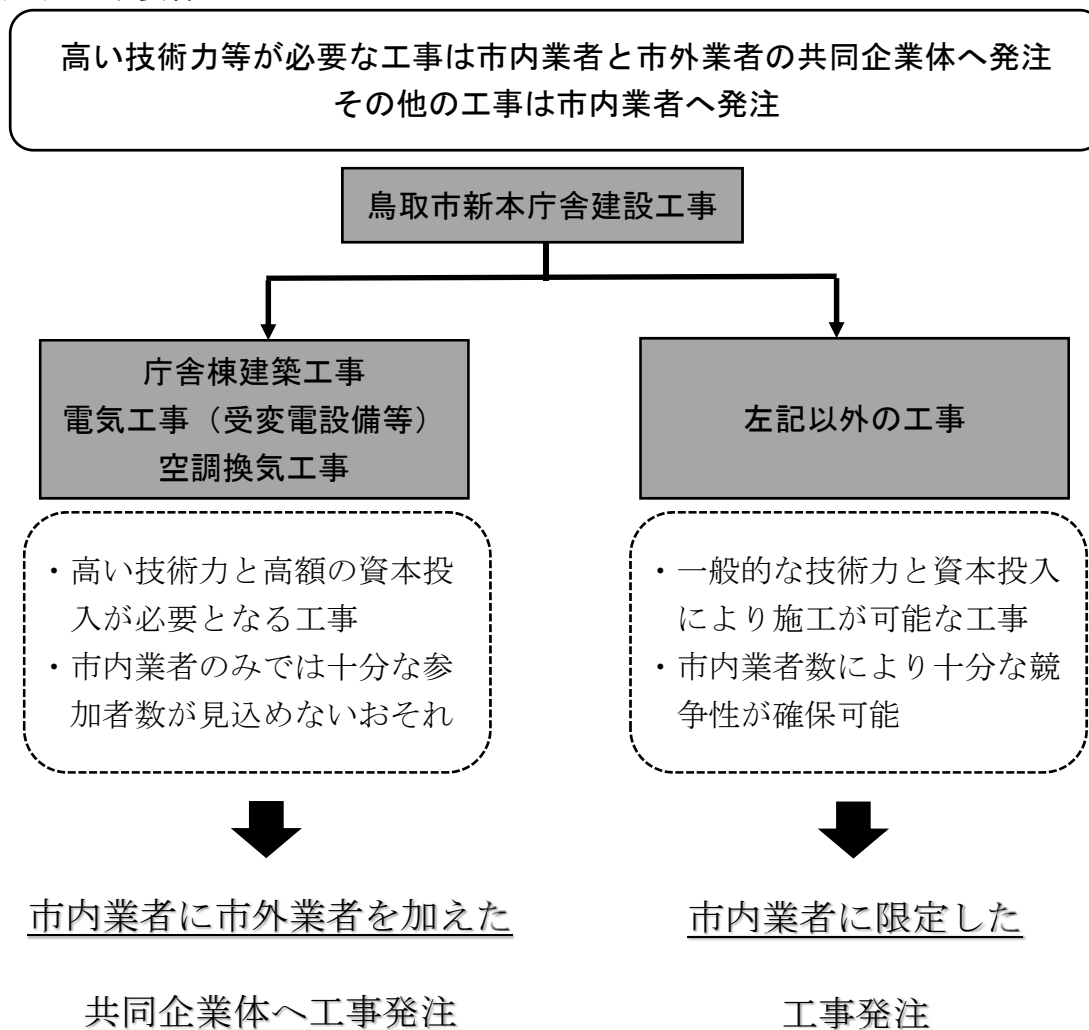 高い技術力等が必要な工事は市内業者と市外業者の共同企業体へ発注
その他の工事は市内業者へ発注
鳥取市新本庁舎建設工事
庁舎棟建築工事
電気工事（受変電設備等）
空調換気工事
・高い技術力と高額の資本投
入が必要となる工事
・市内業者のみでは十分な参
加者数が見込めないおそれ
市内業者に市外業者を加えた
共同企業体へ工事発注
左記以外の工事
・一般的な技術力と資本投入
により施工が可能な工事
・市内業者数により十分な競
争性が確保可能
市内業者に限定した
工事発注